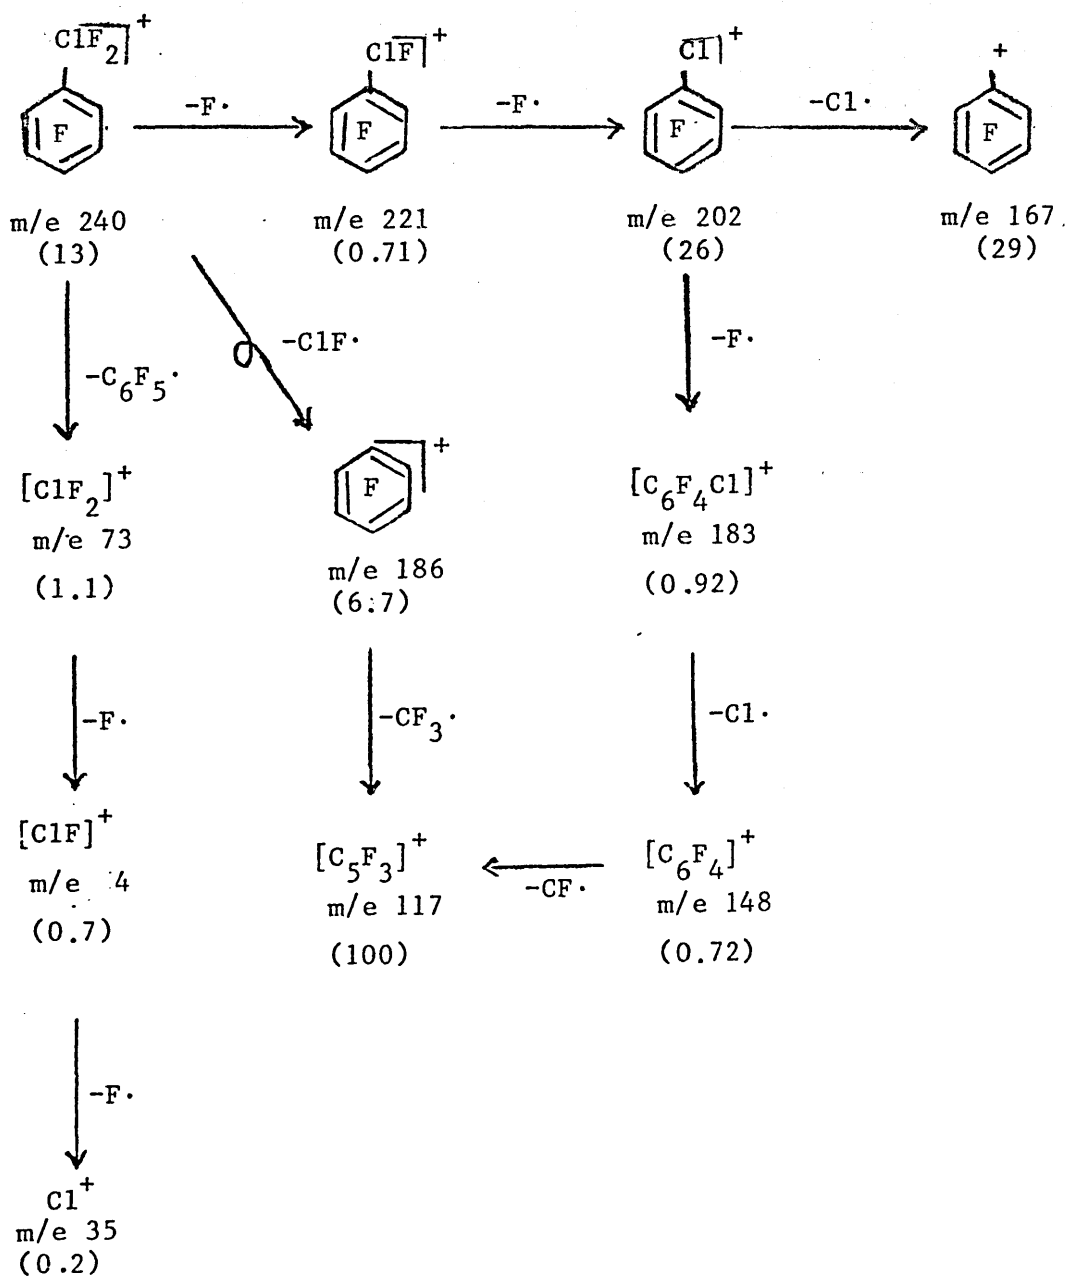 ClF2]+
ClF]+
Cl]+
+
F
-F·
F
-F·
F
-Cl·
F
m/e 240
(13)
m/e 221
(0.71)
m/e 202
(26)
m/e 167
(29)
-C6F5·
-ClF·
-F·
[ClF2]+
m/e 73
(1.1)
F
+
m/e 186
(6.7)
[C6F4Cl]+
m/e 183
(0.92)
-F·
-CF3·
-Cl·
[ClF]+
m/e 4
(0.7)
[C5F3]+
m/e 117
(100)
-CF·
[C6F4]+
m/e 148
(0.72)
-F·
Cl+
m/e 35
(0.2)